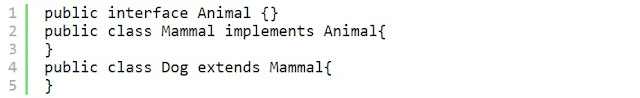 1 public interface Animal {}
2 public class Mammal implements Animal{
3 }
4 public class Dog extends Mammal{
5 }